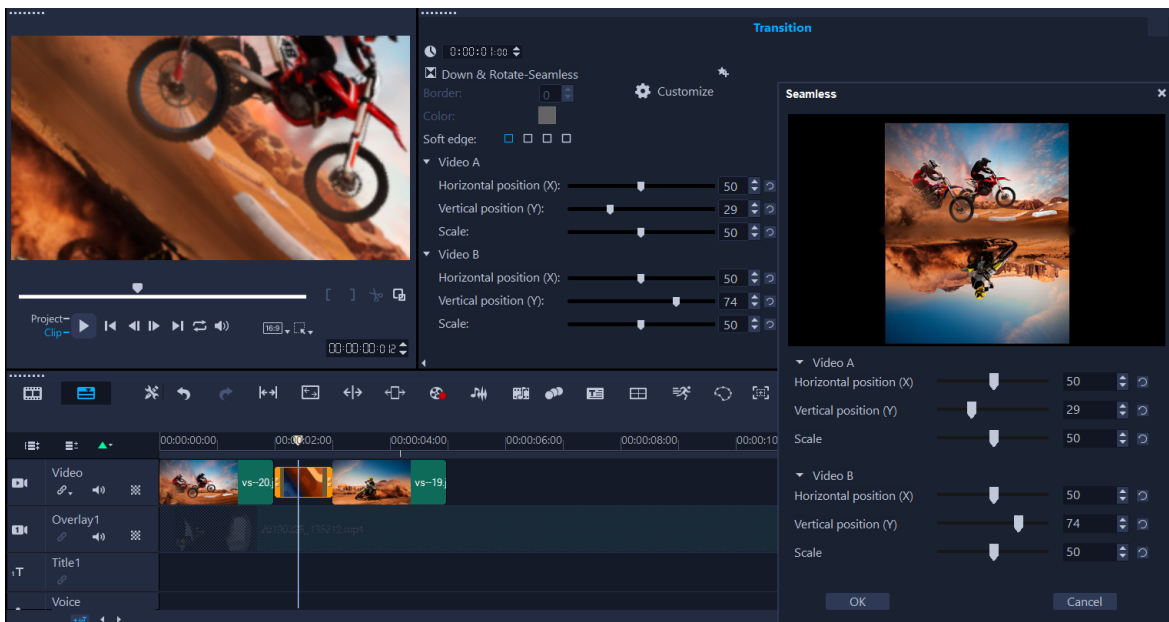 Transition
0:00:01:00
Down & Rotate-Seamless
Border: 0
Customize
Color:
Soft edge:
Video A
Horizontal position (X): 50
Vertical position (Y): 29
Scale: 50
Video B
Horizontal position (X): 50
Vertical position (Y): 74
Scale: 50
Seamless
Video A
Horizontal position (X) 50
Vertical position (Y) 29
Scale 50
Video B
Horizontal position (X) 50
Vertical position (Y) 74
Scale 50
OK Cancel
Project
Clip
16:9
00:00:00:012
00:00:00:00 00:00:02:00 00:00:04:00 00:00:06:00 00:00:08:00 00:00:10
Video
vs--20.j
vs--19.j
Overlay1
Title1
Voice